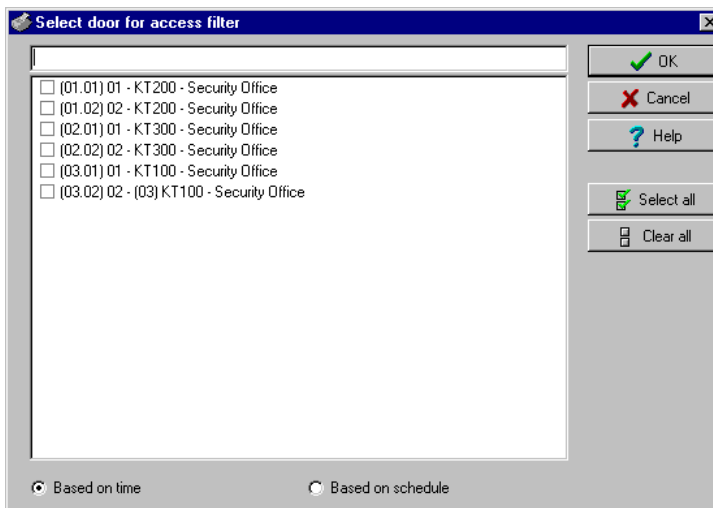 Select door for access filter
OK
(01.01) 01 - KT200 - Security Office
Cancel
(01.02) 02 - KT200 - Security Office
(02.01) 01 - KT300 - Security Office
Help
(02.02) 02 - KT300 - Security Office
(03.01) 01 - KT100 - Security Office
(03.02) 02 - (03) KT100 - Security Office
Select all
Clear all
Based on time
Based on schedule